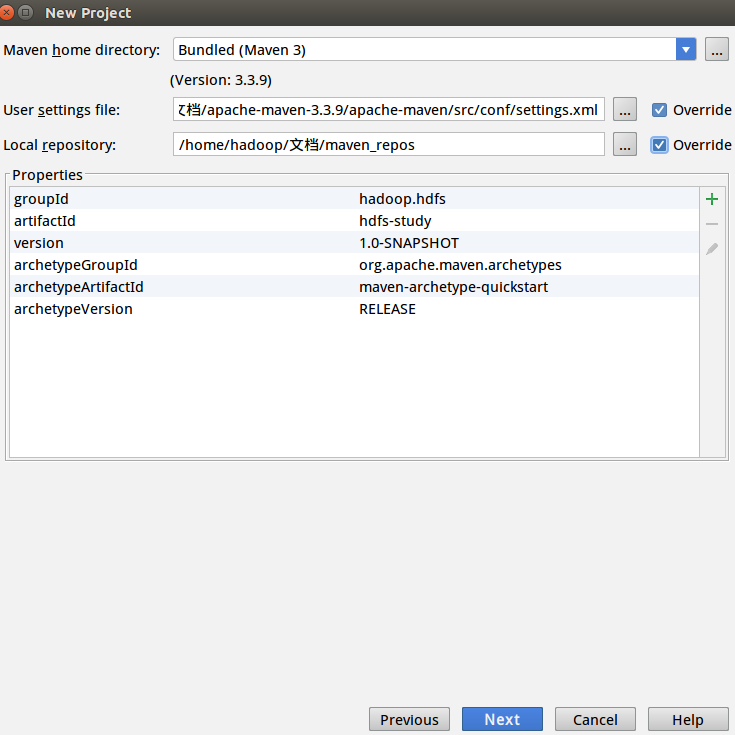 New Project
Maven home directory: Bundled (Maven 3) ...
(Version: 3.3.9)
User settings file: 文档/apache-maven-3.3.9/apache-maven/src/conf/settings.xml ... Override
Local repository: /home/hadoop/文档/maven_repos ... Override
Properties
groupId hadoop.hdfs
artifactId hdfs-study
version 1.0-SNAPSHOT
archetypeGroupId org.apache.maven.archetypes
archetypeArtifactId maven-archetype-quickstart
archetypeVersion RELEASE
Previous Next Cancel Help